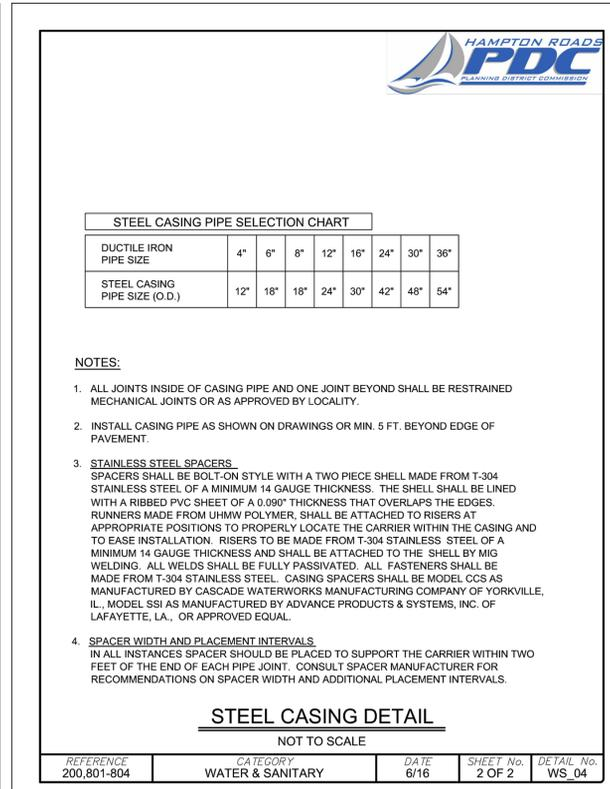 HAMPTON ROADS
PDC
PLANNING DISTRICT COMMISSION
STEEL CASING PIPE SELECTION CHART
DUCTILE IRON
PIPE SIZE 4" 6" 8" 12" 16" 24" 30" 36"
STEEL CASING
PIPE SIZE (O.D.) 12" 18" 18" 24" 30" 42" 48" 54"
NOTES:
1. ALL JOINTS INSIDE OF CASING PIPE AND ONE JOINT BEYOND SHALL BE RESTRAINED
MECHANICAL JOINTS OR AS APPROVED BY LOCALITY.
2. INSTALL CASING PIPE AS SHOWN ON DRAWINGS OR MIN. 5 FT. BEYOND EDGE OF
PAVEMENT.
3. STAINLESS STEEL SPACERS
SPACERS SHALL BE BOLT-ON STYLE WITH A TWO PIECE SHELL MADE FROM T-304
STAINLESS STEEL OF A MINIMUM 14 GAUGE THICKNESS. THE SHELL SHALL BE LINED
WITH A RIBBED PVC SHEET OF A 0.090" THICKNESS THAT OVERLAPS THE EDGES.
RUNNERS MADE FROM UHMW POLYMER, SHALL BE ATTACHED TO RISERS AT
APPROPRIATE POSITIONS TO PROPERLY LOCATE THE CARRIER WITHIN THE CASING AND
TO EASE INSTALLATION. RISERS TO BE MADE FROM T-304 STAINLESS STEEL OF A
MINIMUM 14 GAUGE THICKNESS AND SHALL BE ATTACHED TO THE SHELL BY MIG
WELDING. ALL WELDS SHALL BE FULLY PASSIVATED. ALL FASTENERS SHALL BE
MADE FROM T-304 STAINLESS STEEL. CASING SPACERS SHALL BE MODEL CCS AS
MANUFACTURED BY CASCADE WATERWORKS MANUFACTURING COMPANY OF YORKVILLE,
IL., MODEL SSI AS MANUFACTURED BY ADVANCE PRODUCTS & SYSTEMS, INC. OF
LAFAYETTE, LA., OR APPROVED EQUAL.
4. SPACER WIDTH AND PLACEMENT INTERVALS
IN ALL INSTANCES SPACER SHOULD BE PLACED TO SUPPORT THE CARRIER WITHIN TWO
FEET OF THE END OF EACH PIPE JOINT. CONSULT SPACER MANUFACTURER FOR
RECOMMENDATIONS ON SPACER WIDTH AND ADDITIONAL PLACEMENT INTERVALS.
STEEL CASING DETAIL
NOT TO SCALE
REFERENCE CATEGORY DATE SHEET No. DETAIL No.
200,801-804 WATER & SANITARY 6/16 2 OF 2 WS_04